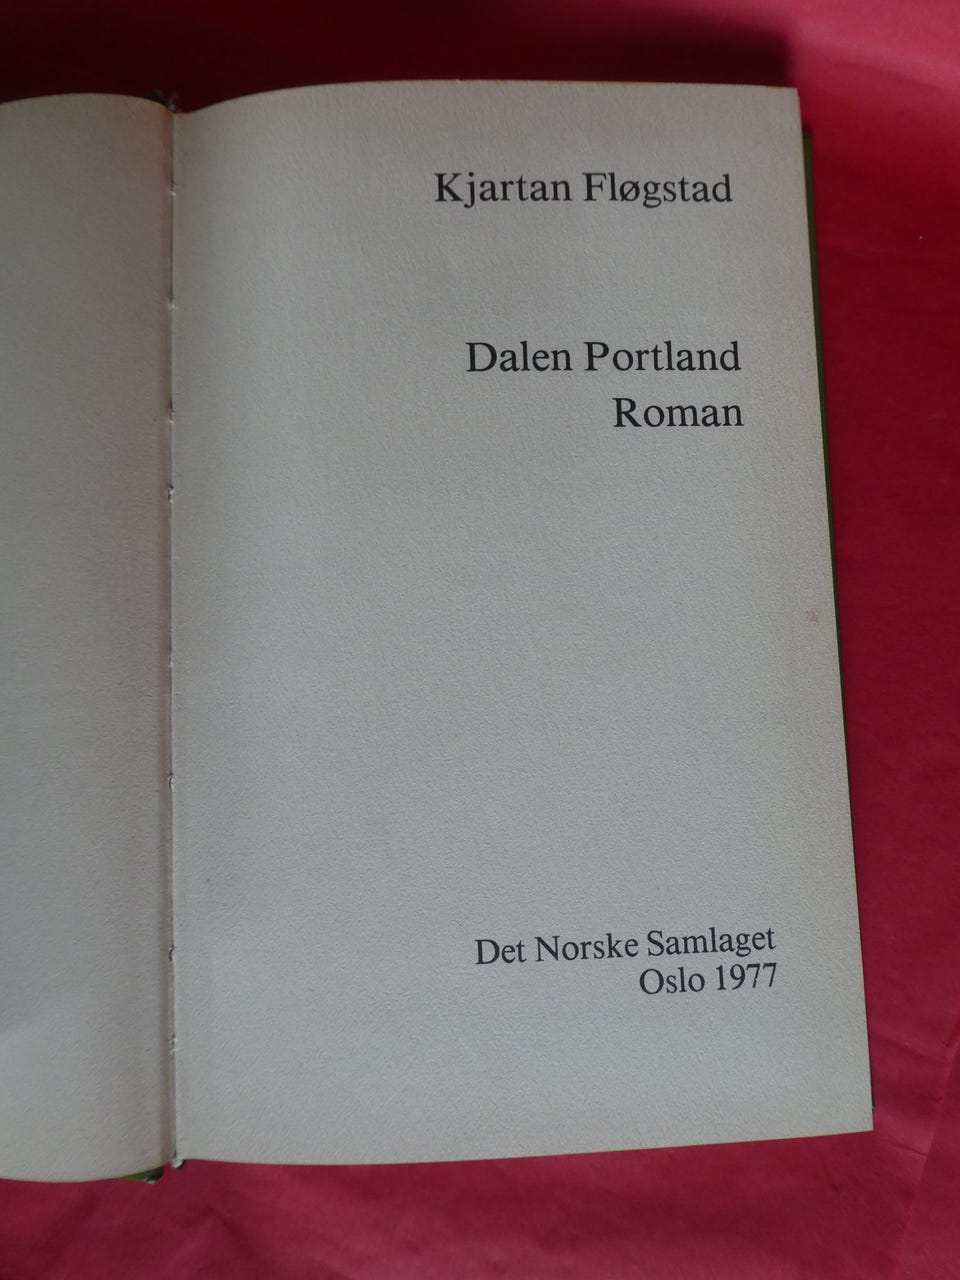 Kjartan Fløgstad
Dalen Portland
Roman
Det Norske Samlaget
Oslo 1977